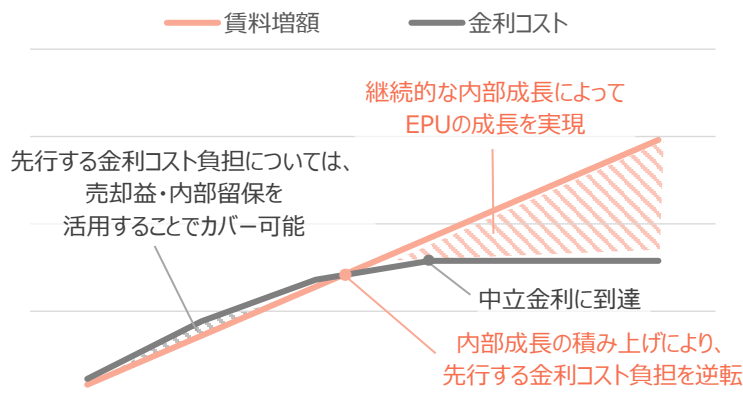 賃料増額
金利コスト
継続的な内部成長によって
EPUの成長を実現
先行する金利コスト負担については、
売却益・内部留保を
活用することでカバー可能
中立金利に到達
内部成長の積み上げにより、
先行する金利コスト負担を逆転